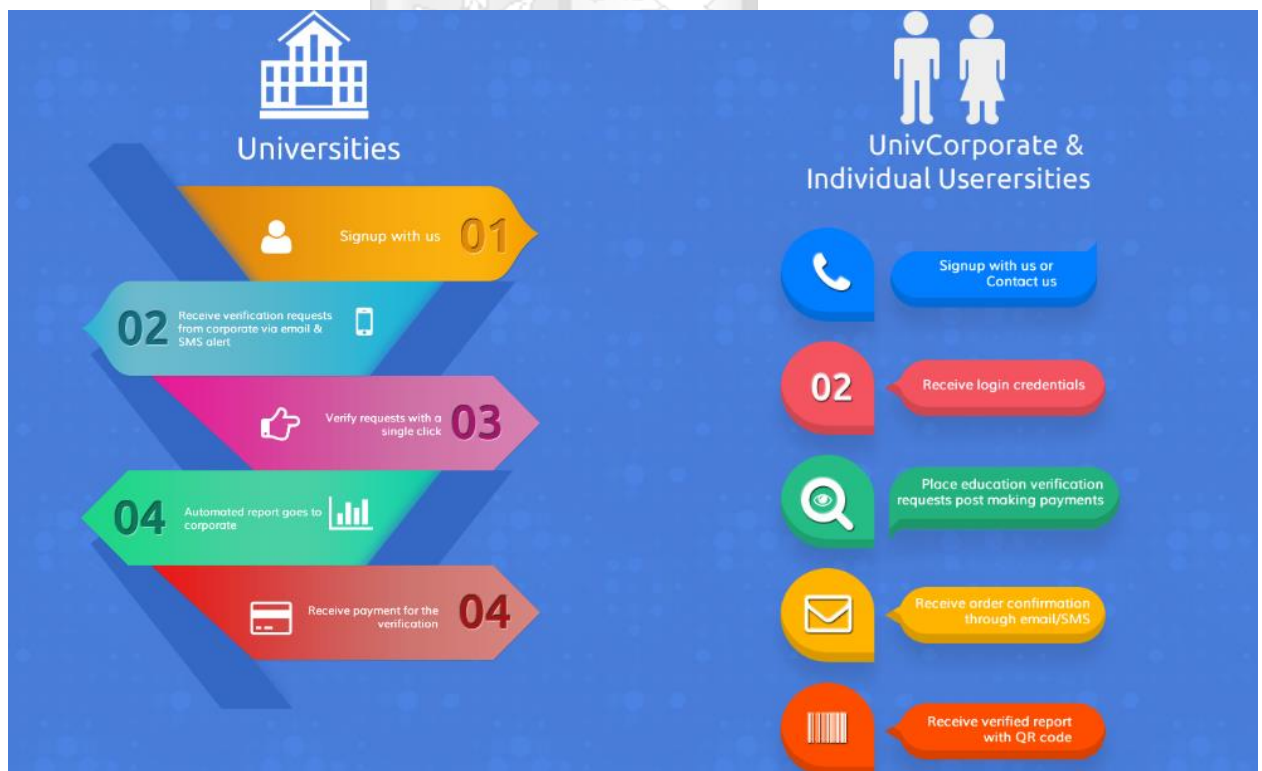 Universities
Signup with us
01
02
Receive verification requests
from corporate via email &
SMS alert
Verify requests with a
single click
03
04
Automated report goes to
corporate
Receive payment for the
verification
04
UnivCorporate &
Individual Userersities
Signup with us or
Contact us
02
Receive login credentials
Place education verification
requests post making payments
Receive order confirmation
through email/SMS
Receive verified report
with QR code